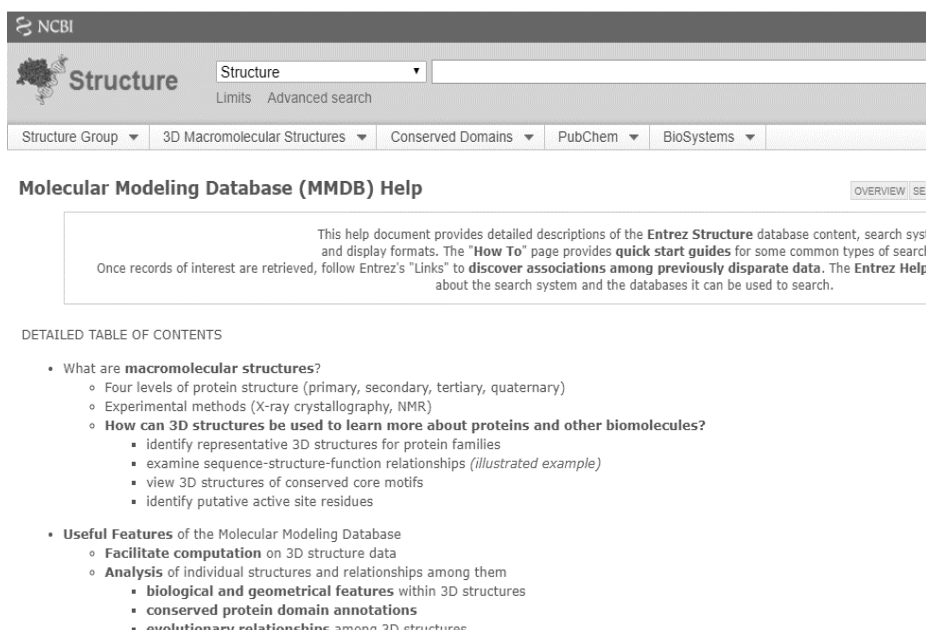 NCBI
Structure
Structure
Limits Advanced search
Structure Group 3D Macromolecular Structures Conserved Domains PubChem BioSystems
Molecular Modeling Database (MMDB) Help
OVERVIEW SE
This help document provides detailed descriptions of the Entrez Structure database content, search syst
and display formats. The "How To" page provides quick start guides for some common types of search
Once records of interest are retrieved, follow Entrez's "Links" to discover associations among previously disparate data. The Entrez Help
about the search system and the databases it can be used to search.
DETAILED TABLE OF CONTENTS
• What are macromolecular structures?
◦ Four levels of protein structure (primary, secondary, tertiary, quaternary)
◦ Experimental methods (X-ray crystallography, NMR)
◦ How can 3D structures be used to learn more about proteins and other biomolecules?
▪ identify representative 3D structures for protein families
▪ examine sequence-structure-function relationships (illustrated example)
▪ view 3D structures of conserved core motifs
▪ identify putative active site residues
• Useful Features of the Molecular Modeling Database
◦ Facilitate computation on 3D structure data
◦ Analysis of individual structures and relationships among them
▪ biological and geometrical features within 3D structures
▪ conserved protein domain annotations
▪ evolutionary relationships among 3D structures